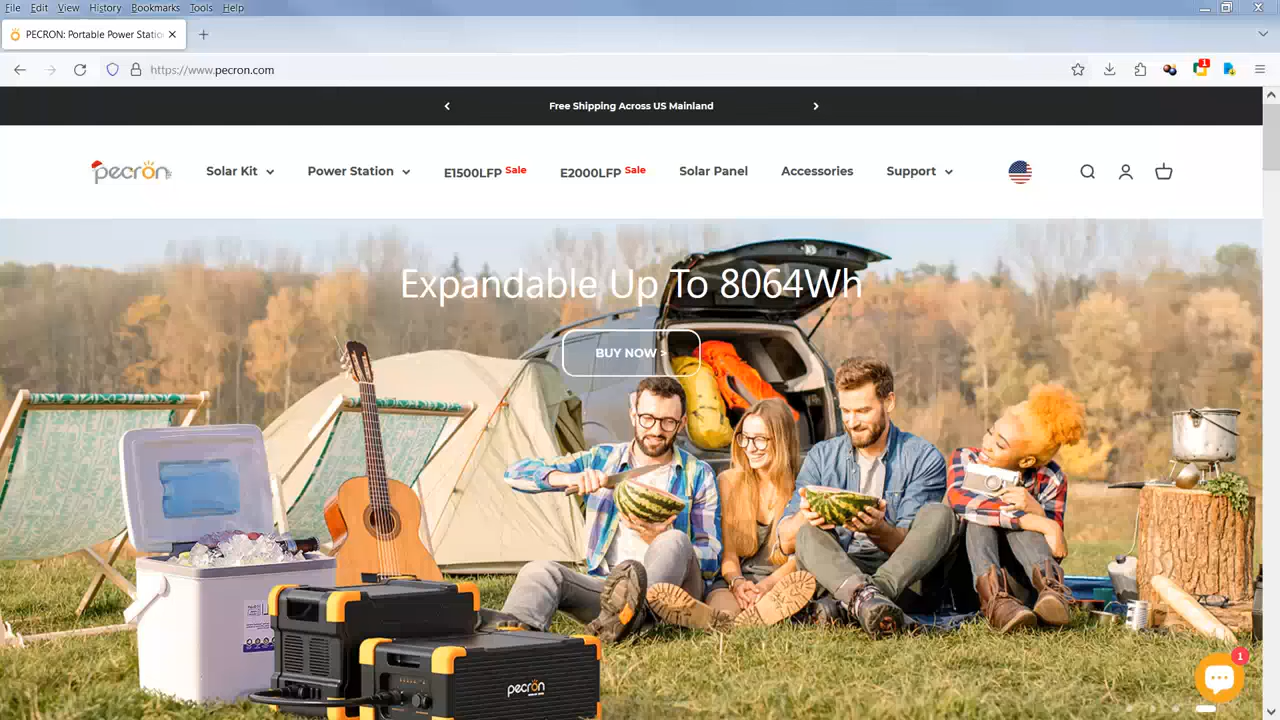 File Edit View History Bookmarks Tools Help
PECRON: Portable Power Statio
https://www.pecron.com
1
Free Shipping Across US Mainland
pecron
Solar Kit
Power Station
E1500LFP Sale
E2000LFP Sale
Solar Panel
Accessories
Support
Expandable Up To 8064Wh
BUY NOW >
pecron
1